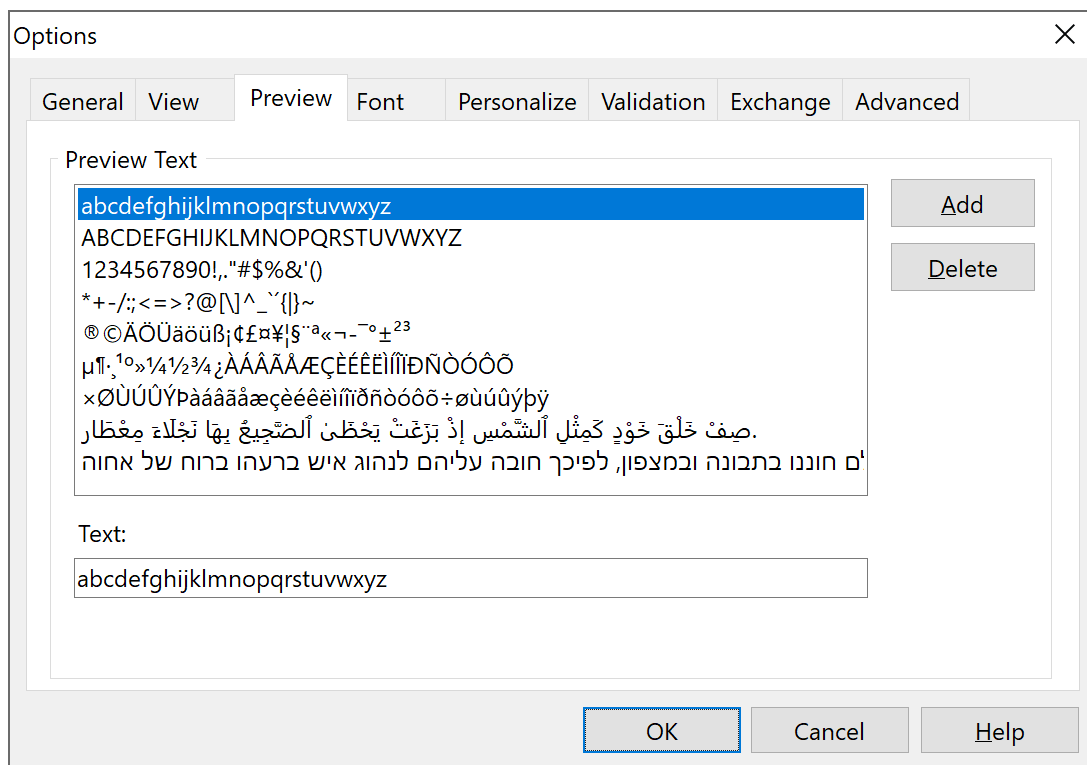 Options
General View Preview Font Personalize Validation Exchange Advanced
Preview Text
abcdefghijklmnopqrstuvwxyz
ABCDEFGHIJKLMNOPQRSTUVWXYZ
1234567890!,."#$%&'()
*+-/:;<=>?@[\]^_`´{|}~
®©ÄÖÜäöüß¡¢£¤¥¦§¨ª«¬-¯°±²³
µ¶·¸¹º»¼½¾¿ÀÁÂÃÅÆÇÈÉÊËÌÍÎÏÐÑÒÓÔÕ
×ØÙÚÛÝÞàáâãåæçèéêëìíîïðñòóôõ÷øùúûýþÿ
صِفْ خَلْقَ خَوْدٍ كَمِثْلِ ٱلشَّمْسِ إِذْ بَزَغَتْ يَحْظَىٰ ٱلضَّجِيعُ بِهَا نَجْلَاءَ مِعْطَارِ.
ם חוננו בתבונה ובמצפון, לפיכך חובה עליהם לנהוג איש ברעהו ברוח של אחוה
Add
Delete
Text:
abcdefghijklmnopqrstuvwxyz
OK Cancel Help